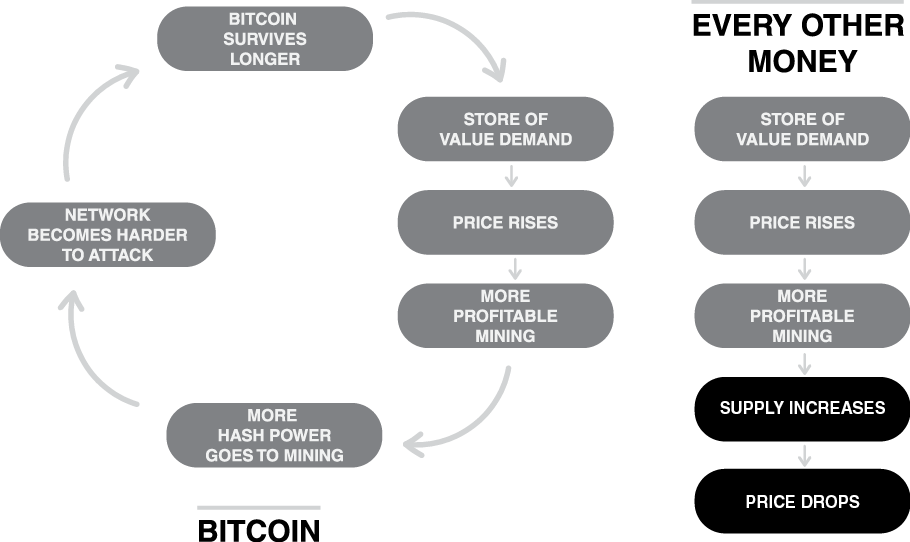 BITCOIN
SURVIVES
LONGER
STORE OF
VALUE DEMAND
PRICE RISES
MORE
PROFITABLE
MINING
MORE
HASH POWER
GOES TO MINING
NETWORK
BECOMES HARDER
TO ATTACK
BITCOIN
EVERY OTHER
MONEY
STORE OF
VALUE DEMAND
PRICE RISES
MORE
PROFITABLE
MINING
SUPPLY INCREASES
PRICE DROPS